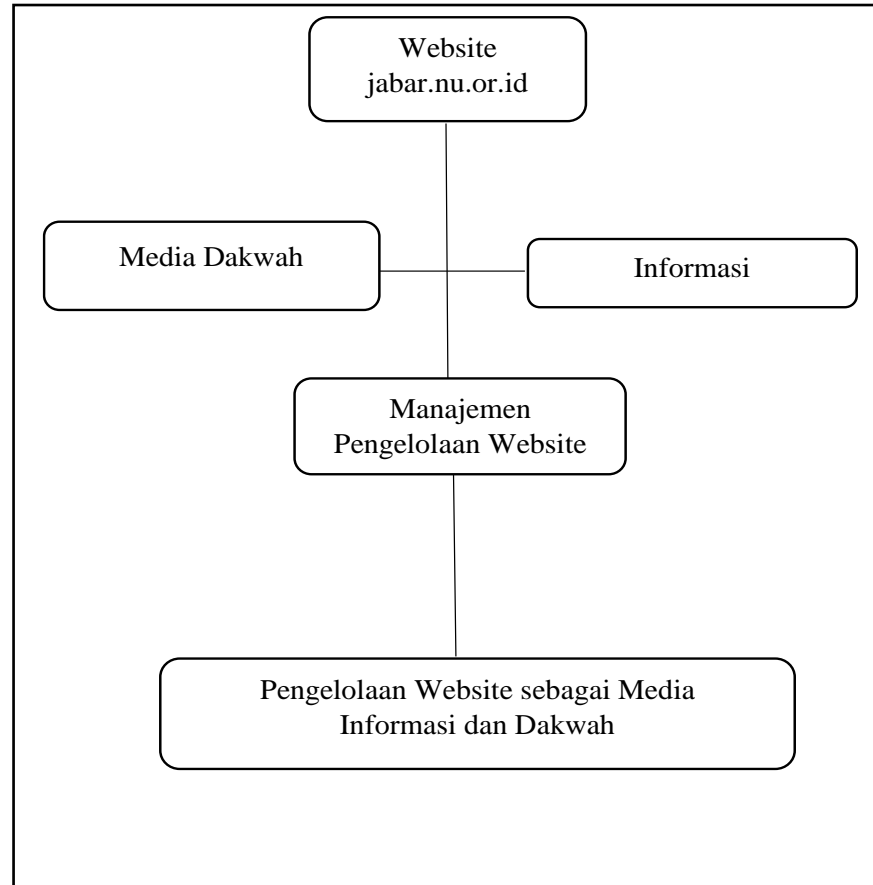 Website
jabar.nu.or.id
Media Dakwah
Informasi
Manajemen
Pengelolaan Website
Pengelolaan Website sebagai Media
Informasi dan Dakwah